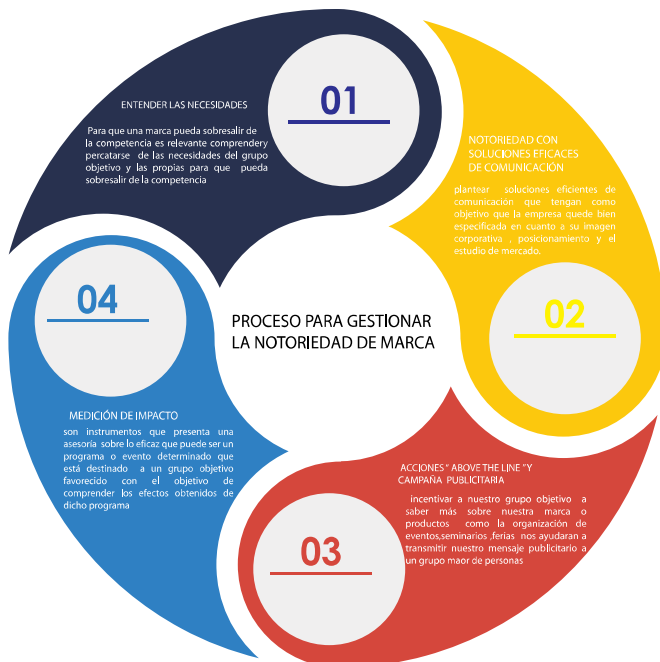 PROCESO PARA GESTIONAR
LA NOTORIEDAD DE MARCA
01
ENTENDER LAS NECESIDADES
Para que una marca pueda sobresalir de
la competencia es relevante comprendery
percatarse de las necesidades del grupo
objetivo y las propias para que pueda
sobresalir de la competencia
NOTORIEDAD CON
SOLUCIONES EFICACES
DE COMUNICACIÓN
plantear soluciones eficientes de
comunicación que tengan como
objetivo que la empresa quede bien
especificada en cuanto a su imagen
corporativa , posicionamiento y el
estudio de mercado.
02
ACCIONES " ABOVE THE LINE " Y
CAMPAÑA PUBLICITARIA
incentivar a nuestro grupo objetivo a
saber más sobre nuestra marca o
productos como la organización de
eventos,seminarios ,ferias nos ayudaran a
transmitir nuestro mensaje publicitario a
un grupo maor de personas
03
04
MEDICIÓN DE IMPACTO
son instrumentos que presenta una
asesoría sobre lo eficaz que puede ser un
programa o evento determinado que
está destinado a un grupo objetivo
favorecido con el objetivo de
comprender los efectos obtenidos de
dicho programa